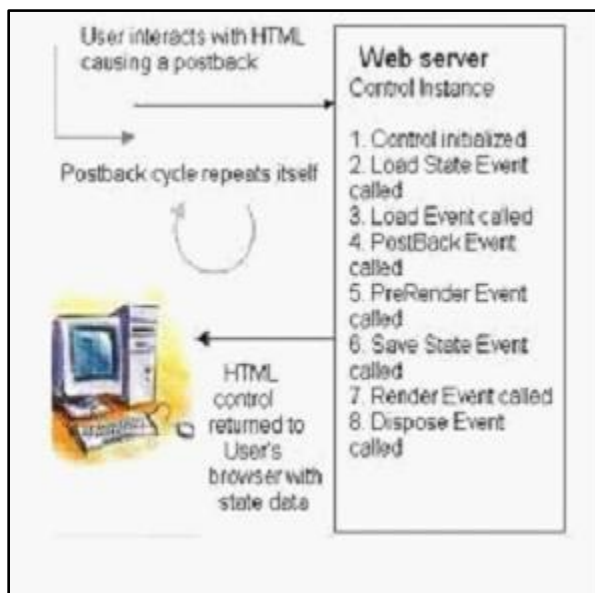 User interacts with HTML
causing a postback
Postback cycle repeats itself
HTML
control
returned to
User's
browser with
state data
Web server
Control Instance
1. Control initialized
2. Load State Event
called
3. Load Event called
4. PostBack Event
called
5. PreRender Event
called
6. Save State Event
called
7. Render Event called
8. Dispose Event
called